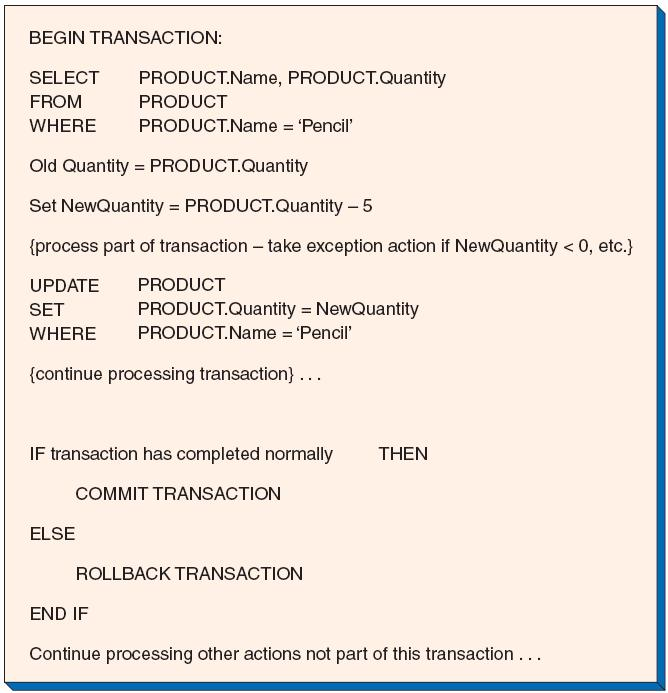 BEGIN TRANSACTION:
SELECT PRODUCT.Name, PRODUCT.Quantity
FROM PRODUCT
WHERE PRODUCT.Name = ‘Pencil’
Old Quantity = PRODUCT.Quantity
Set NewQuantity = PRODUCT.Quantity – 5
{process part of transaction – take exception action if NewQuantity < 0, etc.}
UPDATE PRODUCT
SET PRODUCT.Quantity = NewQuantity
WHERE PRODUCT.Name = ‘Pencil’
{continue processing transaction} . . .
IF transaction has completed normally THEN
COMMIT TRANSACTION
ELSE
ROLLBACK TRANSACTION
END IF
Continue processing other actions not part of this transaction . . .